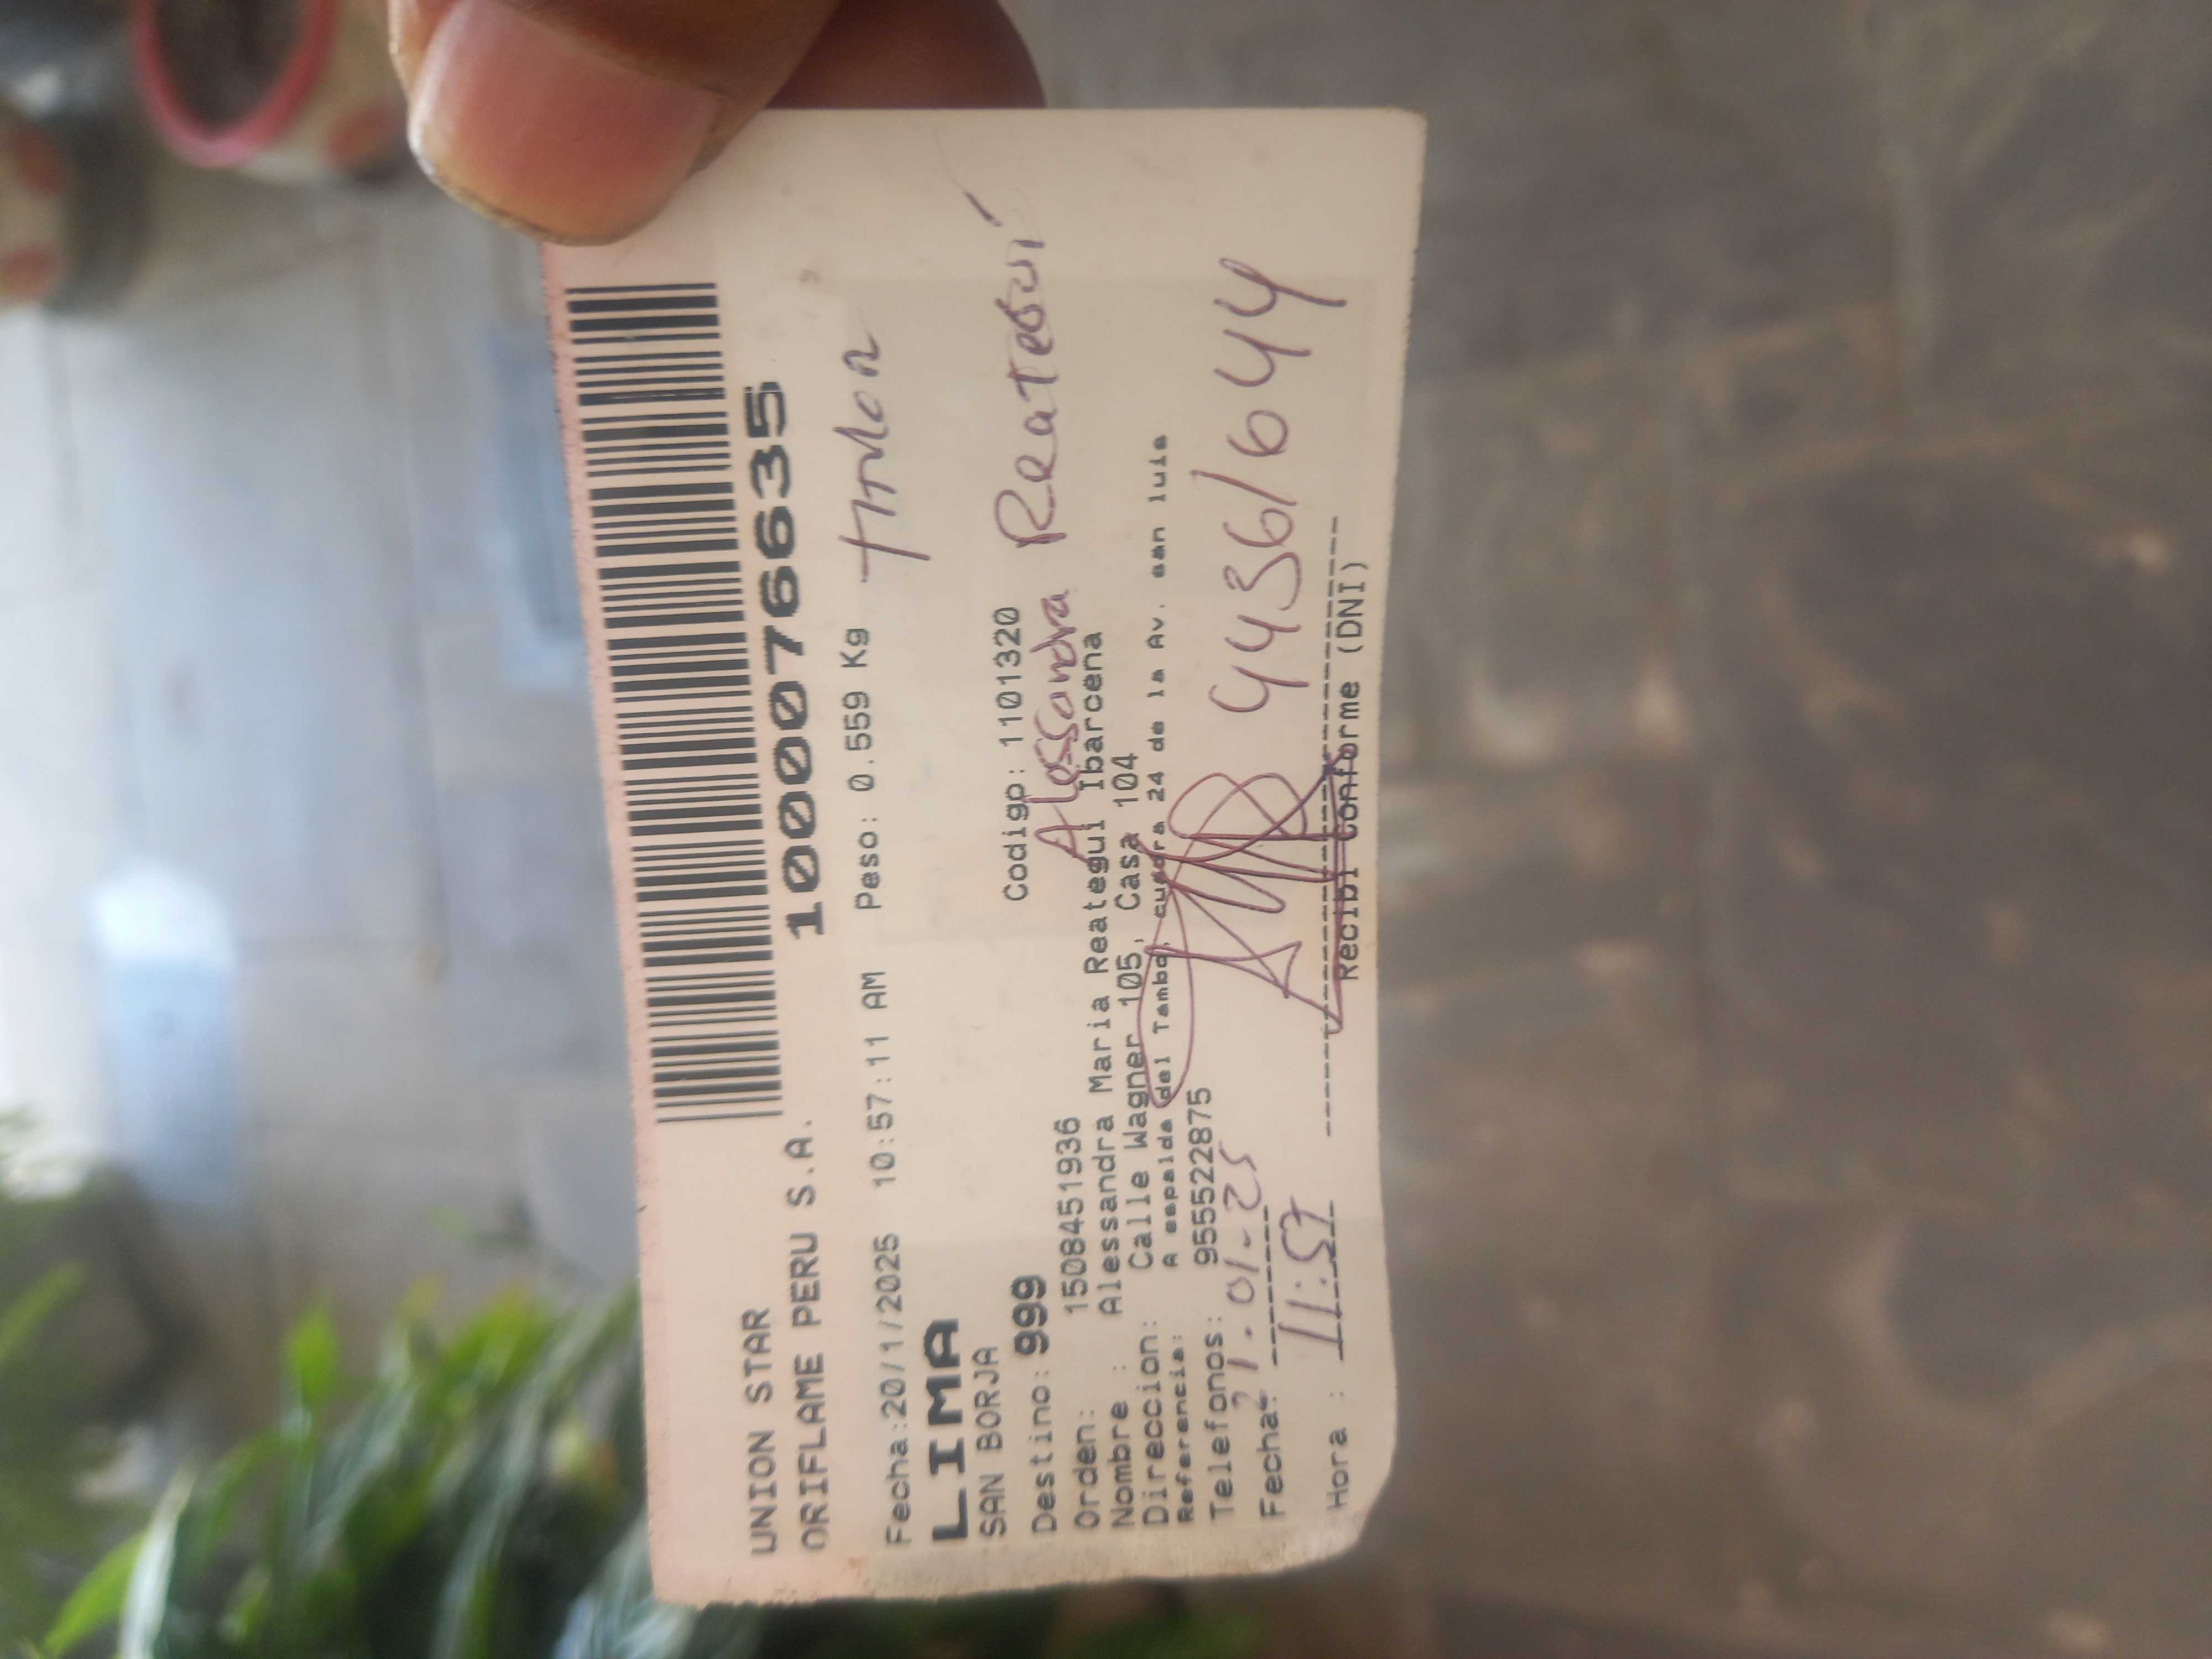 UNION STAR
ORIFLAME PERU S.A. 100076635
Fecha:20/1/2025 10:57:11 AM Peso: 0.559 Kg
LIMA
SAN BORJA
Destino: 999 Codigo: 1101320
Alessandra Reategui
Orden: 1508451936
Nombre : Alessandra Maria Reategui Ibarcena
Direccion: Calle Wagner 105, Casa 104
Referencia: A espalda del Tambo, cuadra 24 de la Av. san luis
Telefonos: 955522875
Fecha: 21-01-25 44361644
Hora : 11:57
Recibi Conforme (DNI)